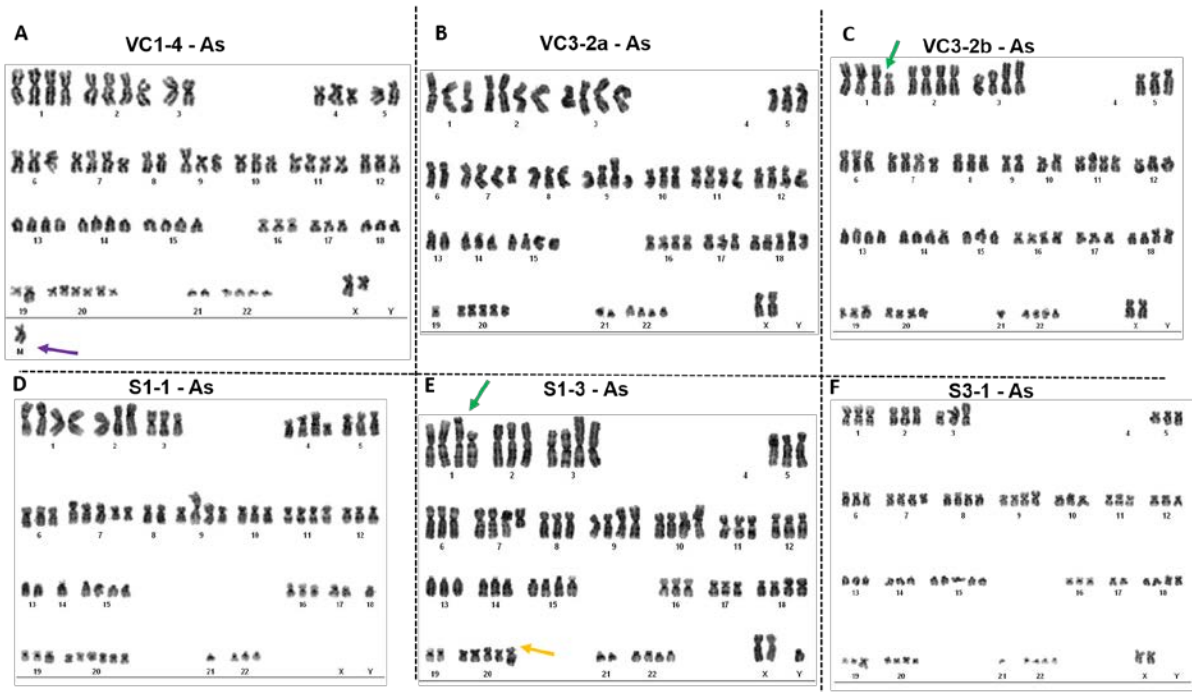 A
VC1-4 - As
1 2 3 4 5
6 7 8 9 10 11 12
13 14 15 16 17 18
19 20 21 22 X Y
M
B
VC3-2a - As
1 2 3 4 5
6 7 8 9 10 11 12
13 14 15 16 17 18
19 20 21 22 X Y
C
VC3-2b - As
1 2 3 4 5
6 7 8 9 10 11 12
13 14 15 16 17 18
19 20 21 22 X Y
D
S1-1 - As
1 2 3 4 5
6 7 8 9 10 11 12
13 14 15 16 17 18
19 20 21 22 X Y
E
S1-3 - As
1 2 3 4 5
6 7 8 9 10 11 12
13 14 15 16 17 18
19 20 21 22 X Y
F
S3-1 - As
1 2 3 4 5
6 7 8 9 10 11 12
13 14 15 16 17 18
19 20 21 22 X Y